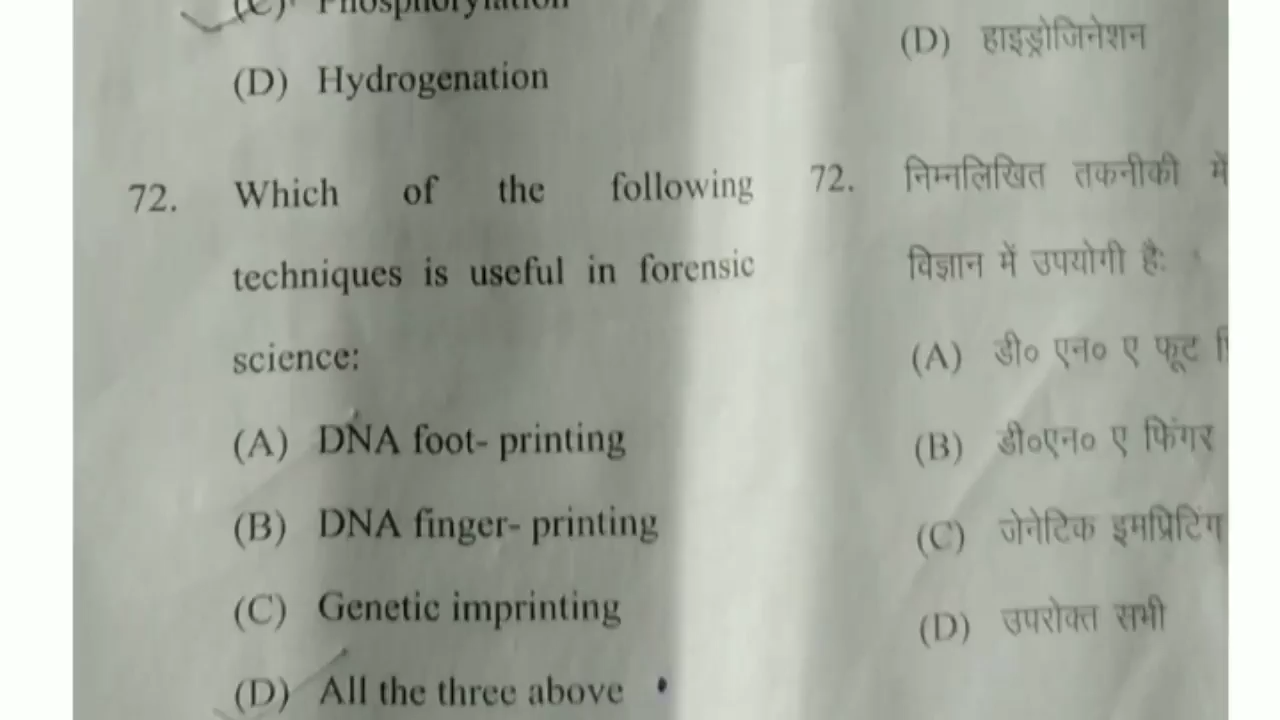 (C) Phosphorylation
(D) Hydrogenation
72. Which of the following
techniques is useful in forensic
science:
(A) DNA foot- printing
(B) DNA finger- printing
(C) Genetic imprinting
(D) All the three above
(D) हाइड्रोजिनेशन
72. निम्नलिखित तकनीकी में
विज्ञान में उपयोगी है:
(A) डी० एन० ए फूट
(B) डी०एन० ए फिंगर
(C) जेनेटिक इमप्रिटिंग
(D) उपरोक्त सभी